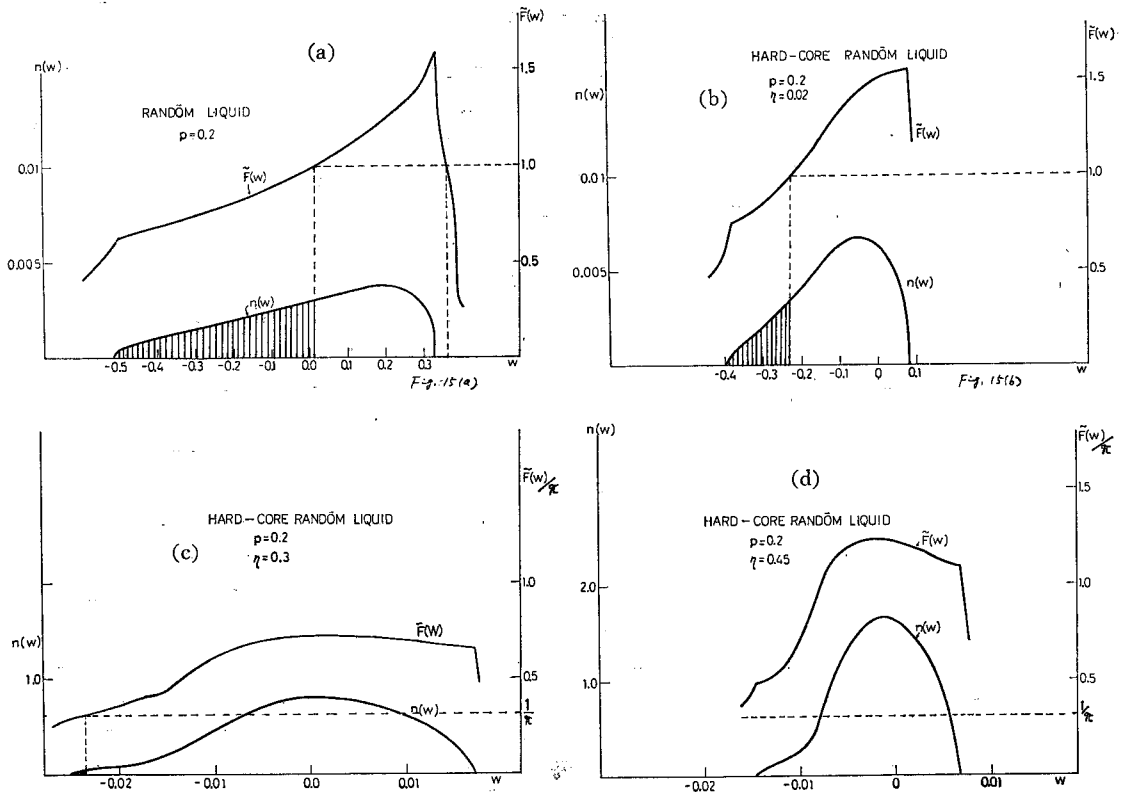 (a)
n(w)
F̃(w)
RANDÖM LIQUID
p=0.2
1.5
1.0
0.5
0.01
0.005
F̃(w)
n(w)
-0.5 -0.4 -0.3 -0.2 -0.1 0.0 0.1 0.2 0.3 w
Fig. 15(a)
(b)
n(w)
F̃(w)
HARD-CORE RANDÖM LIQUID
p=0.2
η=0.02
1.5
1.0
0.5
0.01
0.005
F̃(w)
n(w)
-0.4 -0.3 -0.2 -0.1 0 0.1 w
Fig. 15(b)
(c)
n(w)
F̃(w)/π
HARD-CORE RANDÖM LIQUID
p=0.2
η=0.3
1.0
1.0
0.5
1/π
F̃(W)
n(w)
-0.02 -0.01 0.0 0.01 w
(d)
n(w)
F̃(w)/π
HARD-CORE RANDÖM LIQUID
p=0.2
η=0.45
2.0
1.0
1.5
1.0
0.5
1/π
F̃(w)
n(w)
-0.02 -0.01 0 0.01 w